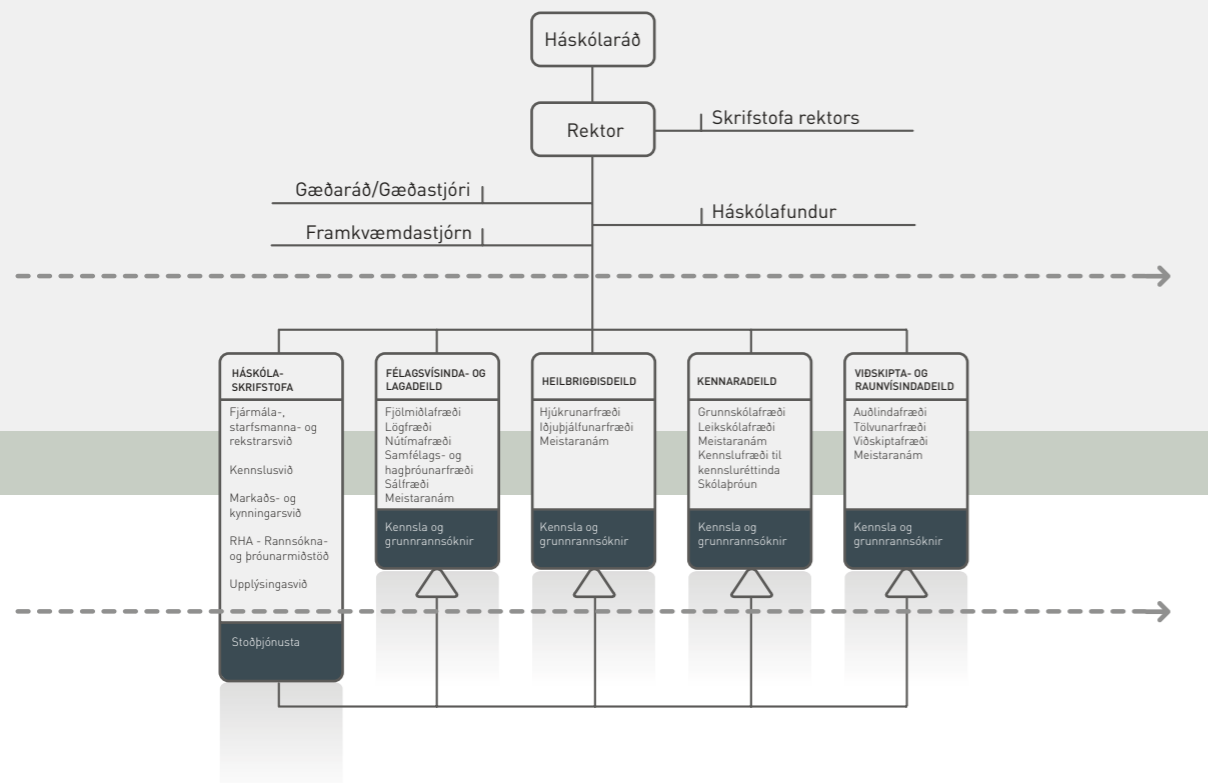 Háskólaráð
Rektor
Skrifstofa rektors
Gæðaráð/Gæðastjóri
Háskólafundur
Framkvæmdastjórn
HÁSKÓLA-
SKRIFSTOFA
Fjármála-,
starfsmanna- og
rekstrarsvið
Kennslusvið
Markaðs- og
kynningarsvið
RHA - Rannsókna-
og þróunarmiðstöð
Upplýsingasvið
Stoðþjónusta
FÉLAGSVÍSINDA- OG
LAGADEILD
Fjölmiðlafræði
Lögfræði
Nútímafræði
Samfélags- og
hagþróunarfræði
Sálfræði
Meistaranám
Kennsla og
grunnrannsóknir
HEILBRIGÐISDEILD
Hjúkrunarfræði
Iðjuþjálfunarfræði
Meistaranám
Kennsla og
grunnrannsóknir
KENNARADEILD
Grunnskólafræði
Leikskólafræði
Meistaranám
Kennslufræði til
kennsluréttinda
Skólaþróun
Kennsla og
grunnrannsóknir
VIÐSKIPTA- OG
RAUNVÍSINDADEILD
Auðlindafræði
Tölvunarfræði
Viðskiptafræði
Meistaranám
Kennsla og
grunnrannsóknir